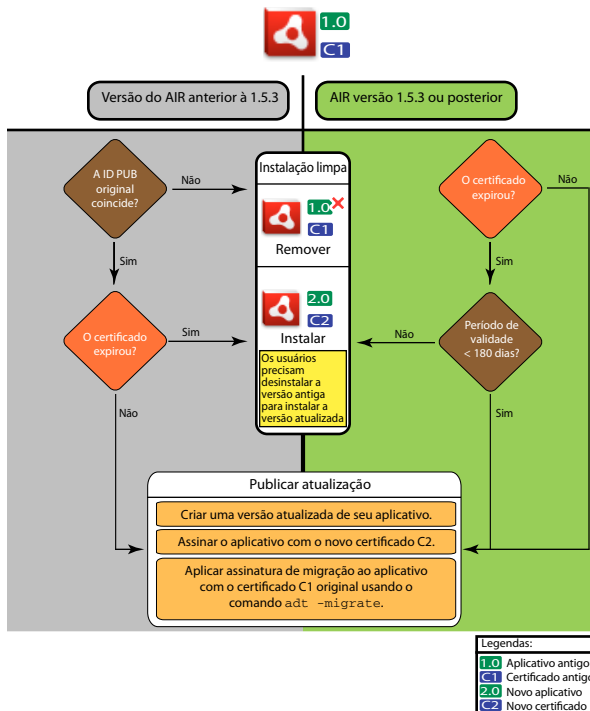 1.0
C1
Versão do AIR anterior à 1.5.3
AIR versão 1.5.3 ou posterior
A ID PUB
original
coincide?
Não
Sim
O certificado
expirou?
Sim
Não
Instalação limpa
1.0
C1
Remover
2.0
C2
Instalar
Os usuários
precisam
desinstalar a
versão antiga
para instalar a
versão atualizada
O certificado
expirou?
Não
Sim
Período de
validade
< 180 dias?
Não
Sim
Publicar atualização
Criar uma versão atualizada de seu aplicativo.
Assinar o aplicativo com o novo certificado C2.
Aplicar assinatura de migração ao aplicativo
com o certificado C1 original usando o
comando adt -migrate.
Legendas:
1.0 Aplicativo antigo
C1 Certificado antigo
2.0 Novo aplicativo
C2 Novo certificado